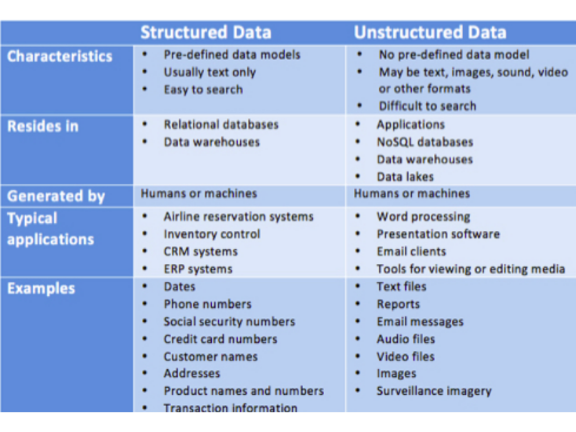 Structured Data Unstructured Data
Characteristics
• Pre-defined data models
• Usually text only
• Easy to search
• No pre-defined data model
• May be text, images, sound, video
or other formats
• Difficult to search
Resides in
• Relational databases
• Data warehouses
• Applications
• NoSQL databases
• Data warehouses
• Data lakes
Generated by
Humans or machines
Humans or machines
Typical
applications
• Airline reservation systems
• Inventory control
• CRM systems
• ERP systems
• Word processing
• Presentation software
• Email clients
• Tools for viewing or editing media
Examples
• Dates
• Phone numbers
• Social security numbers
• Credit card numbers
• Customer names
• Addresses
• Product names and numbers
• Transaction information
• Text files
• Reports
• Email messages
• Audio files
• Video files
• Images
• Surveillance imagery